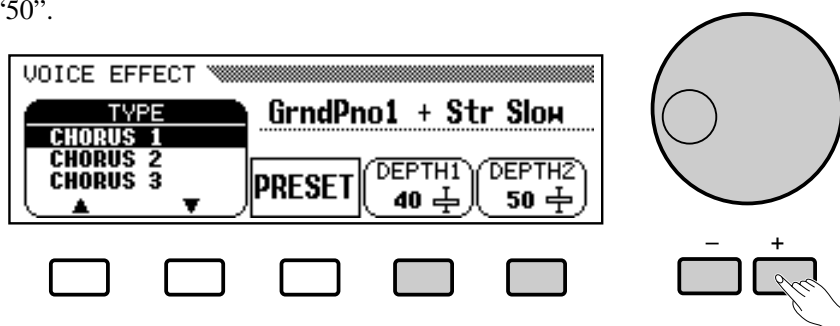 “50”.
VOICE EFFECT
TYPE
CHORUS 1
CHORUS 2
CHORUS 3
GrndPno1 + Str Slow
PRESET
DEPTH1
40
DEPTH2
50
– +